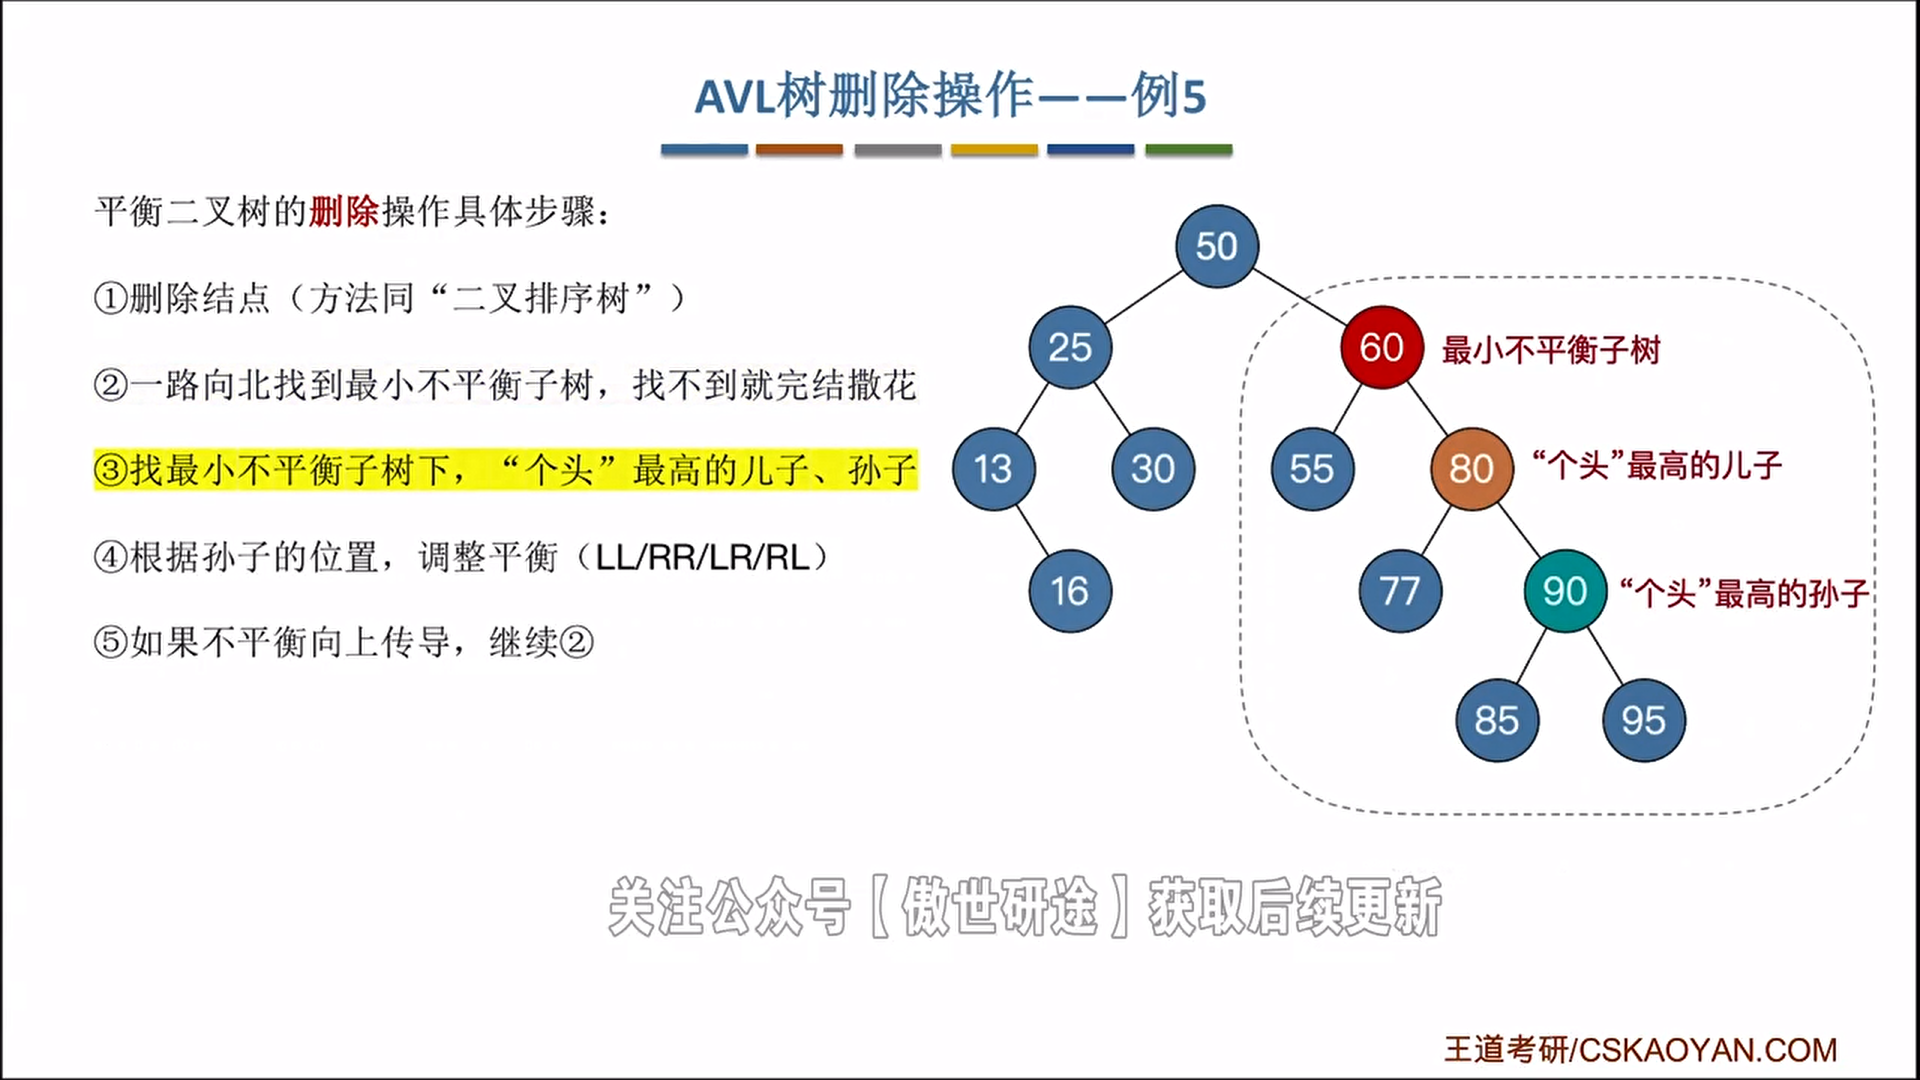 AVL树删除操作——例5
平衡二叉树的删除操作具体步骤：
①删除结点（方法同“二叉排序树”）
②一路向北找到最小不平衡子树，找不到就完结撒花
③找最小不平衡子树下，“个头”最高的儿子、孙子
④根据孙子的位置，调整平衡（LL/RR/LR/RL）
⑤如果不平衡向上传导，继续②
50
25
60
最小不平衡子树
13
30
55
80
“个头”最高的儿子
16
77
90
“个头”最高的孙子
85
95
关注公众号【傲世研途】获取后续更新
王道考研/CSKAOYAN.COM